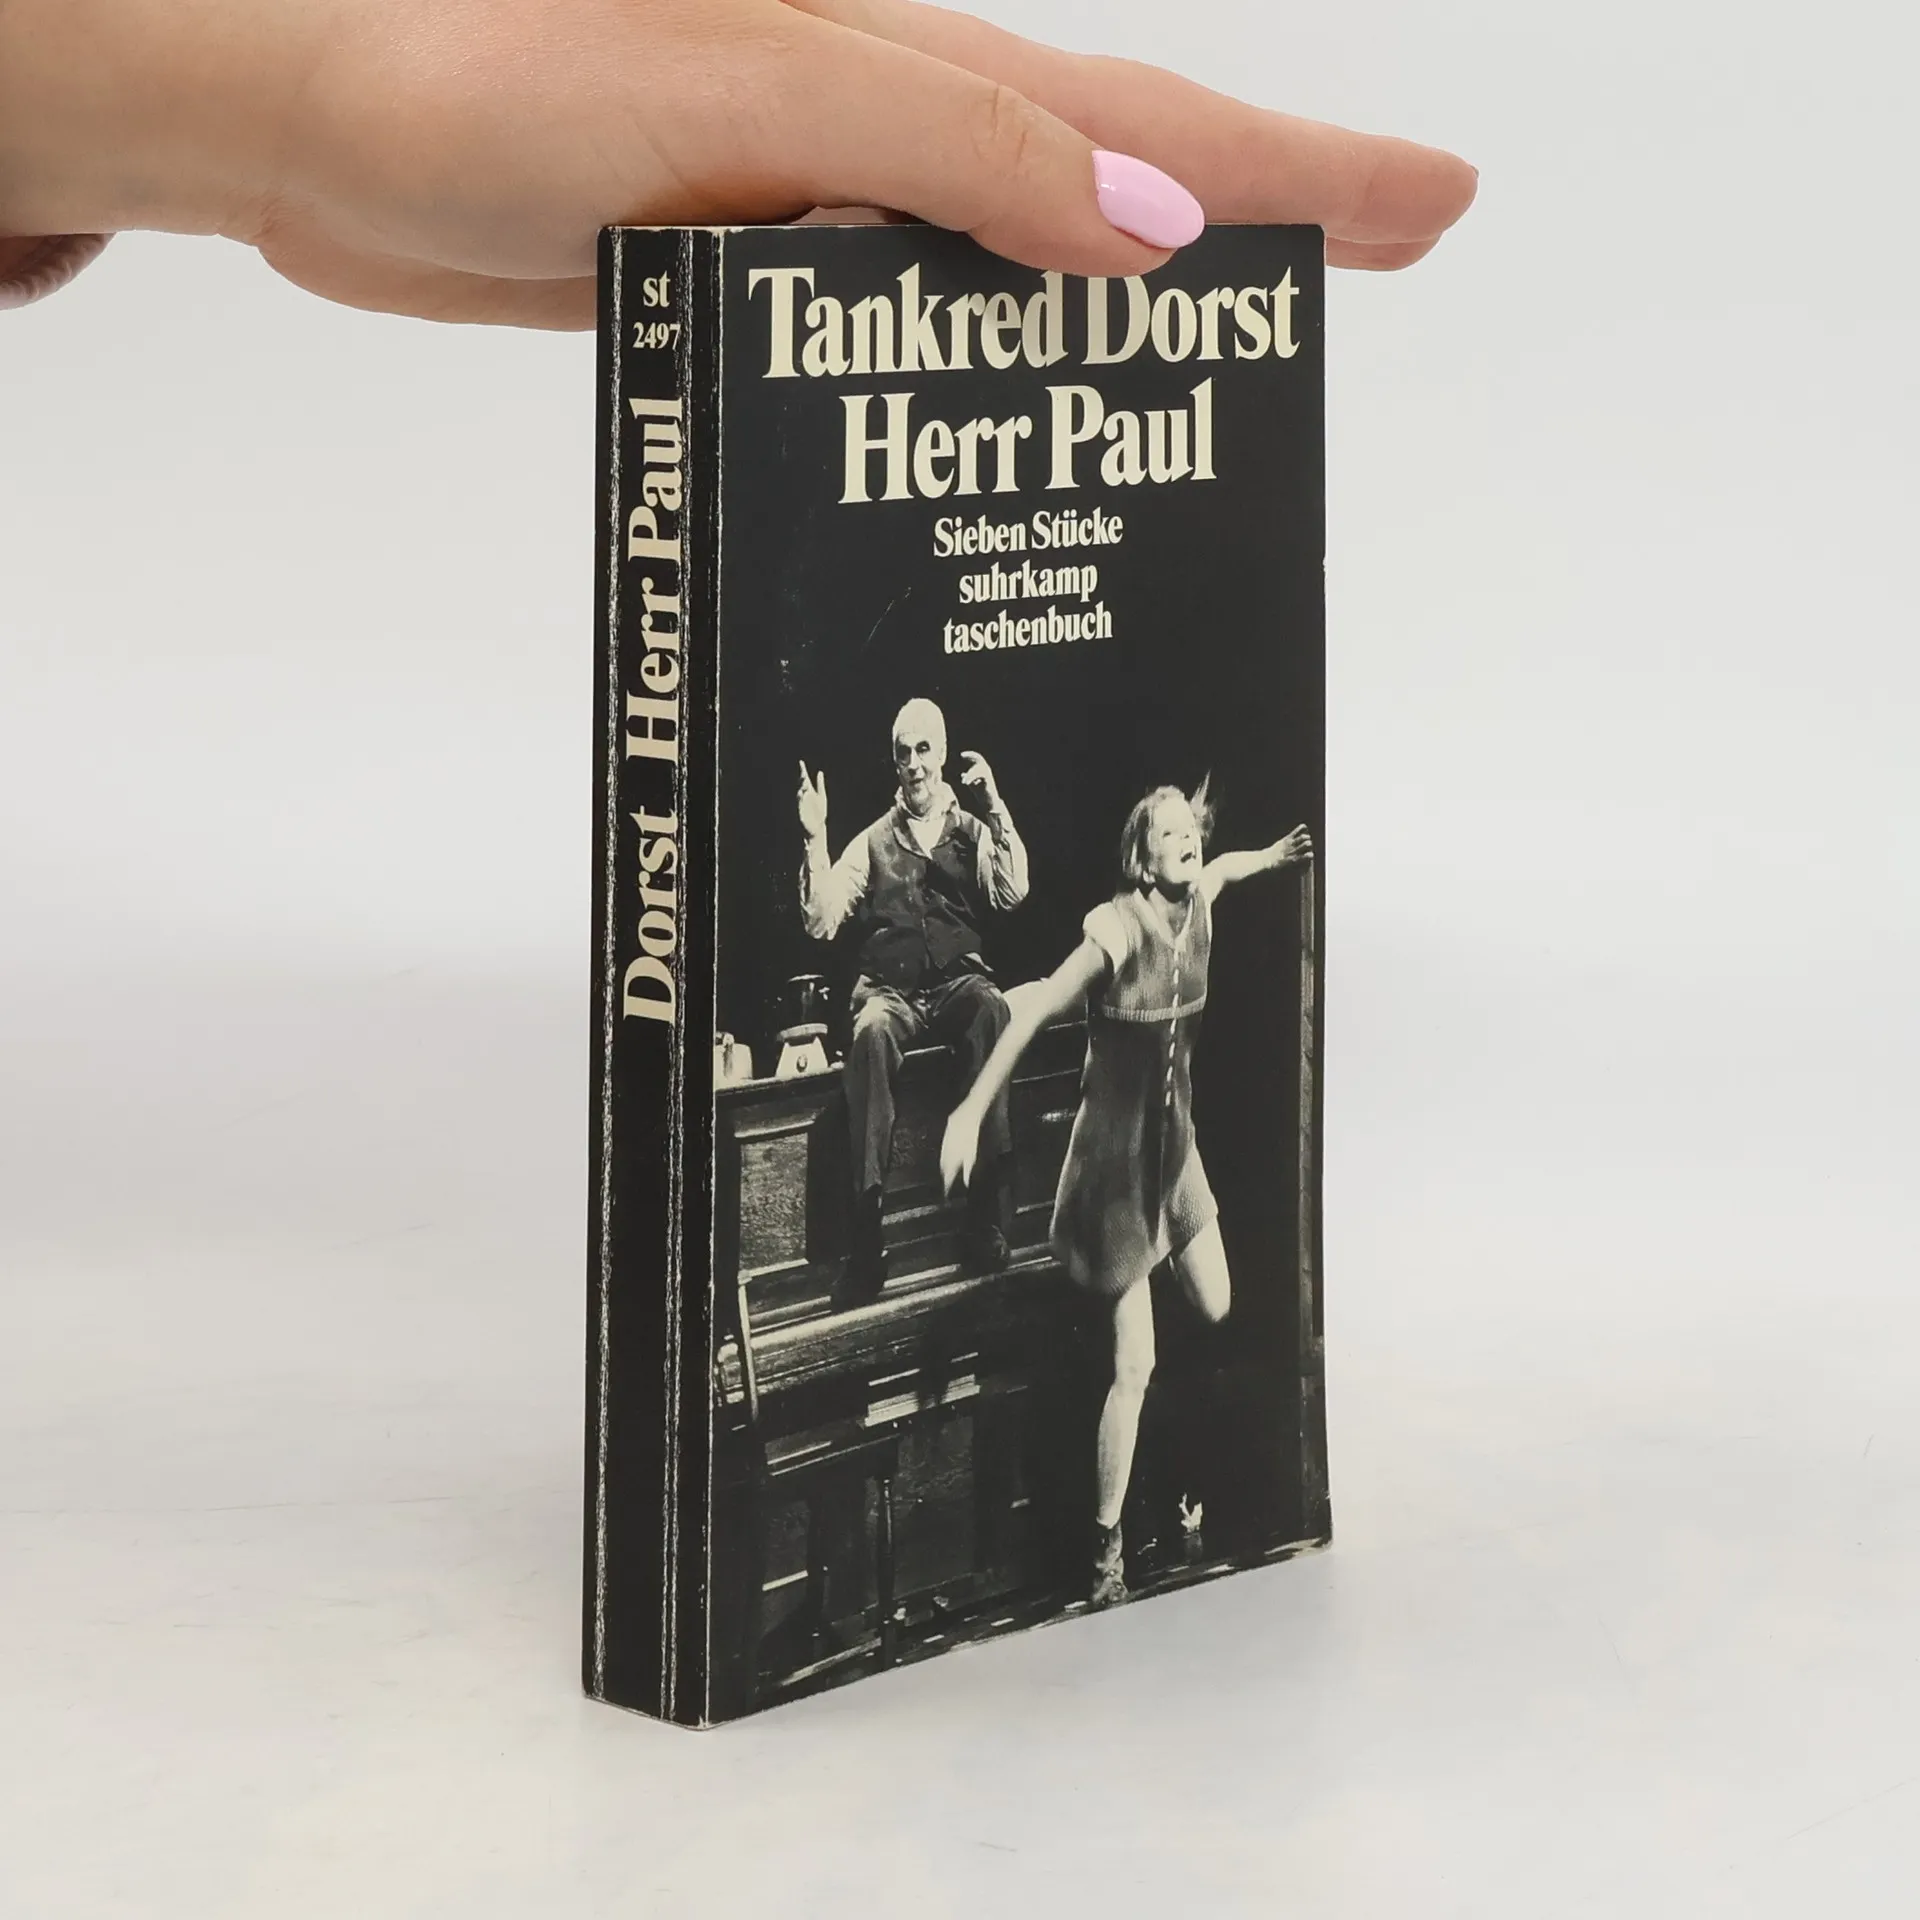 st
2497
Dorst Herr Paul
Tankred Dorst
Herr Paul
Sieben Stücke
suhrkamp
taschenbuch